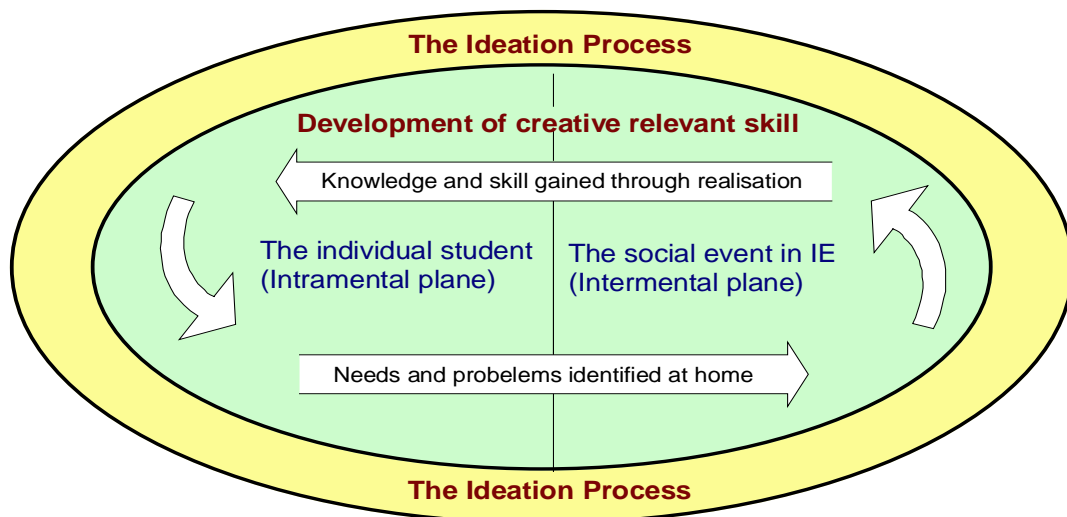 The Ideation Process
Development of creative relevant skill
Knowledge and skill gained through realisation
The individual student
(Intramental plane)
The social event in IE
(Intermental plane)
Needs and probelems identified at home
The Ideation Process